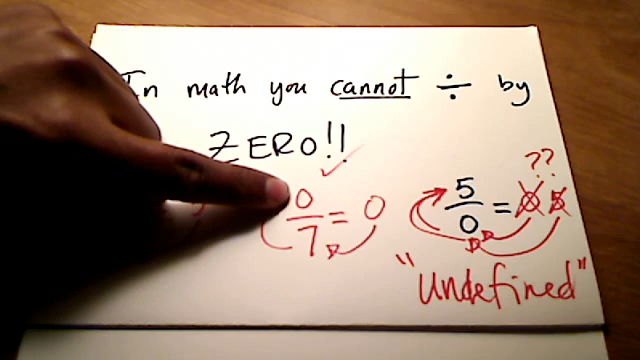 In math you cannot ÷ by
ZERO!!
0/7 = 0
??
5/0 = 0 5
"Undefined"